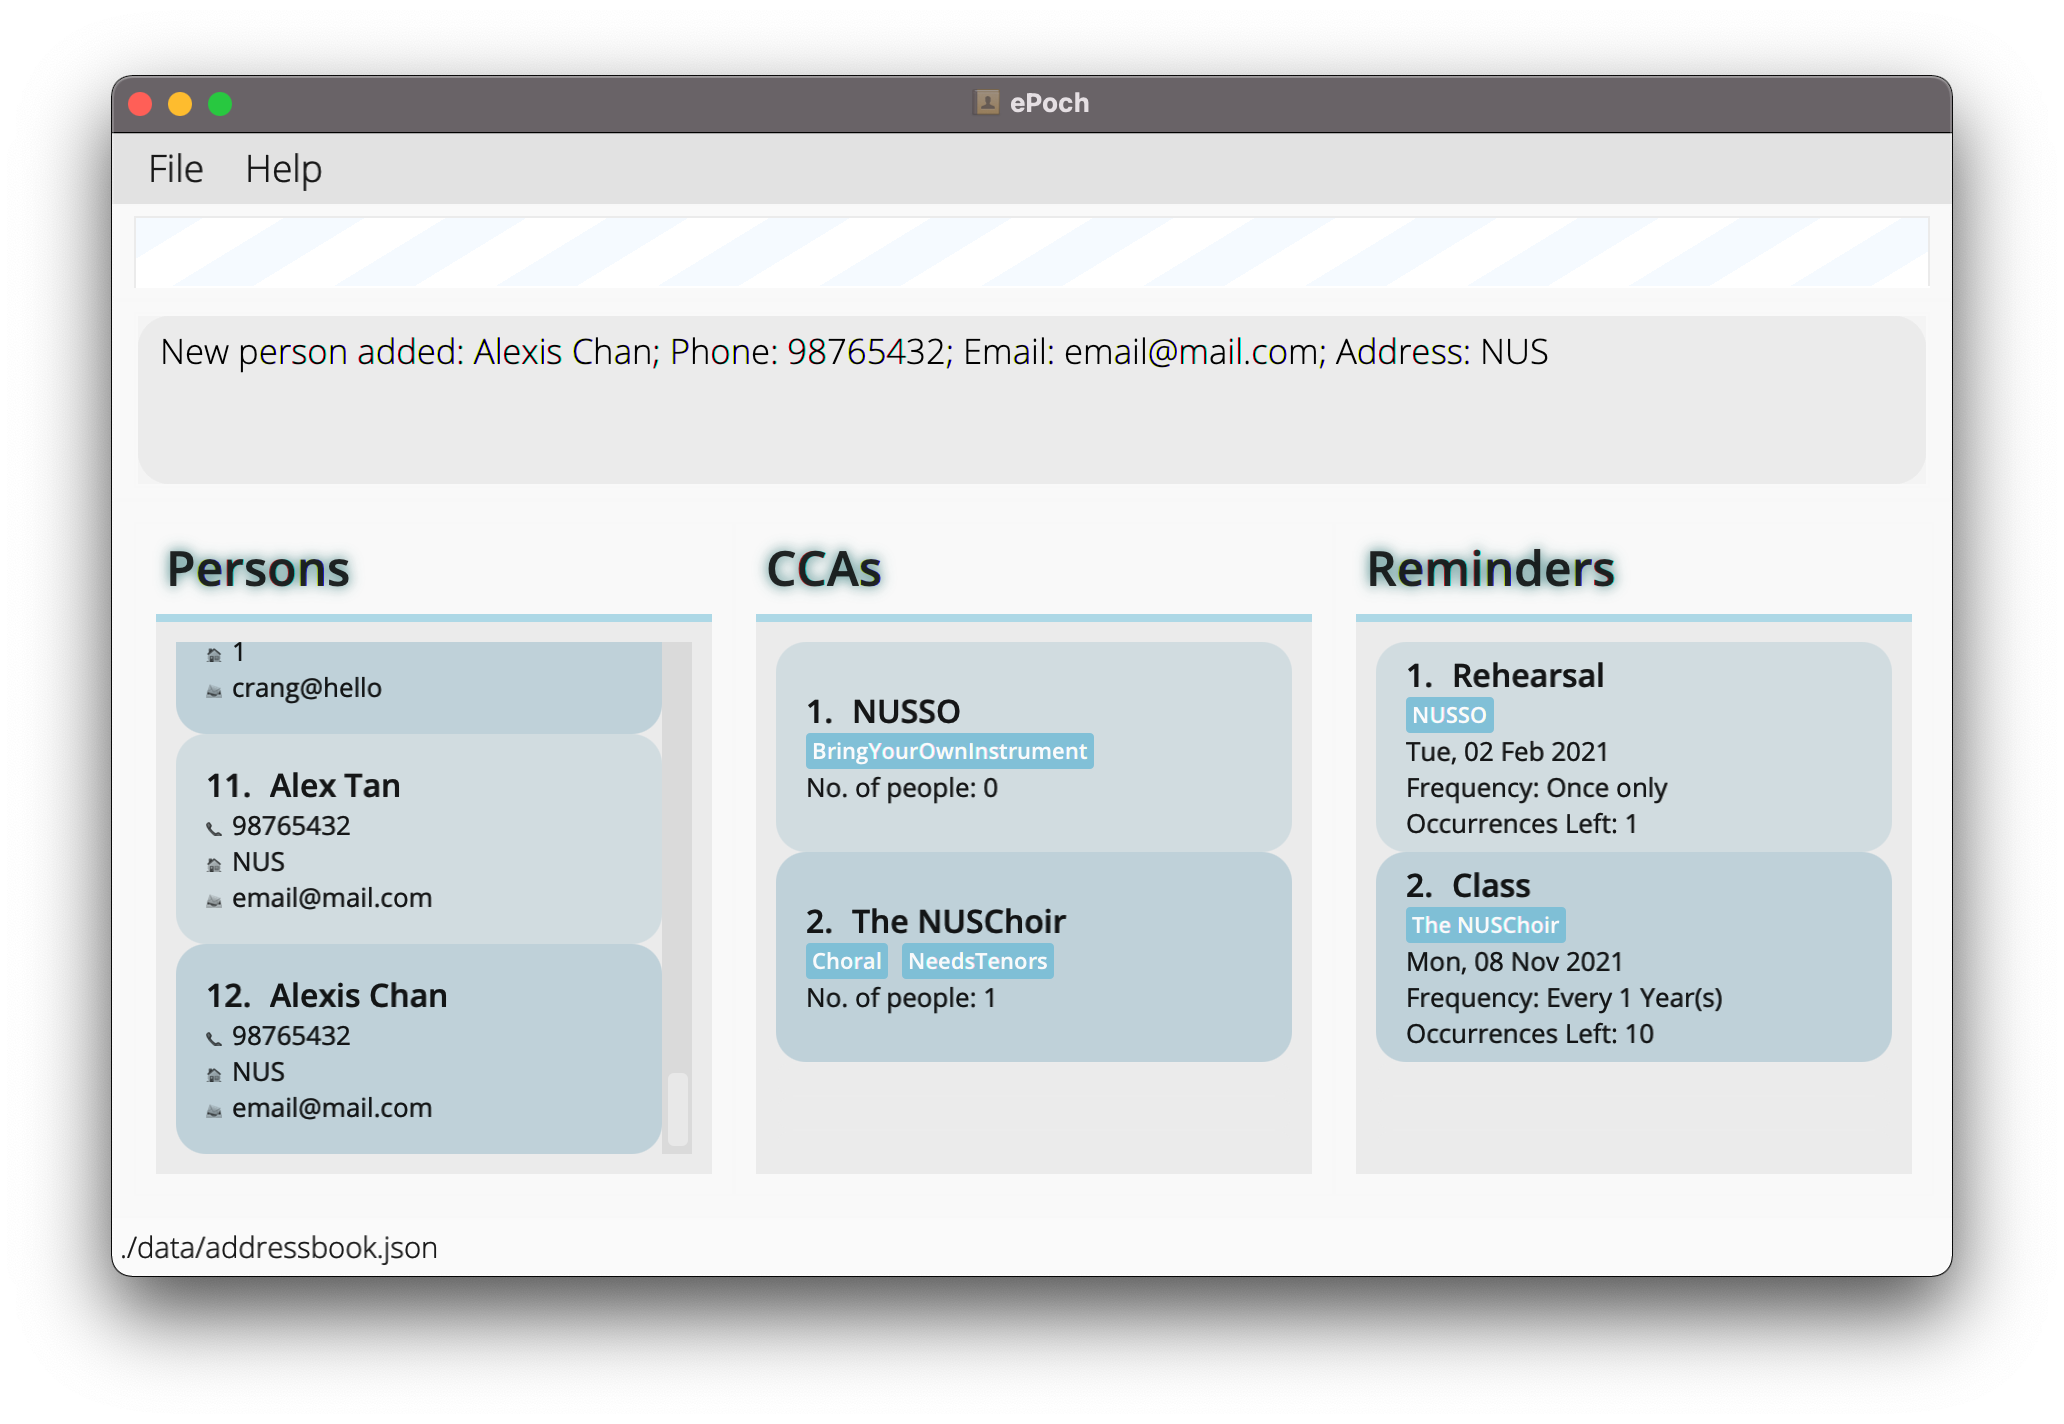 ePoch
File Help
New person added: Alexis Chan; Phone: 98765432; Email: email@mail.com; Address: NUS
Persons
1
crang@hello
11. Alex Tan
98765432
NUS
email@mail.com
12. Alexis Chan
98765432
NUS
email@mail.com
CCAs
1. NUSSO
BringYourOwnInstrument
No. of people: 0
2. The NUSChoir
Choral NeedsTenors
No. of people: 1
Reminders
1. Rehearsal
NUSSO
Tue, 02 Feb 2021
Frequency: Once only
Occurrences Left: 1
2. Class
The NUSChoir
Mon, 08 Nov 2021
Frequency: Every 1 Year(s)
Occurrences Left: 10
./data/addressbook.json